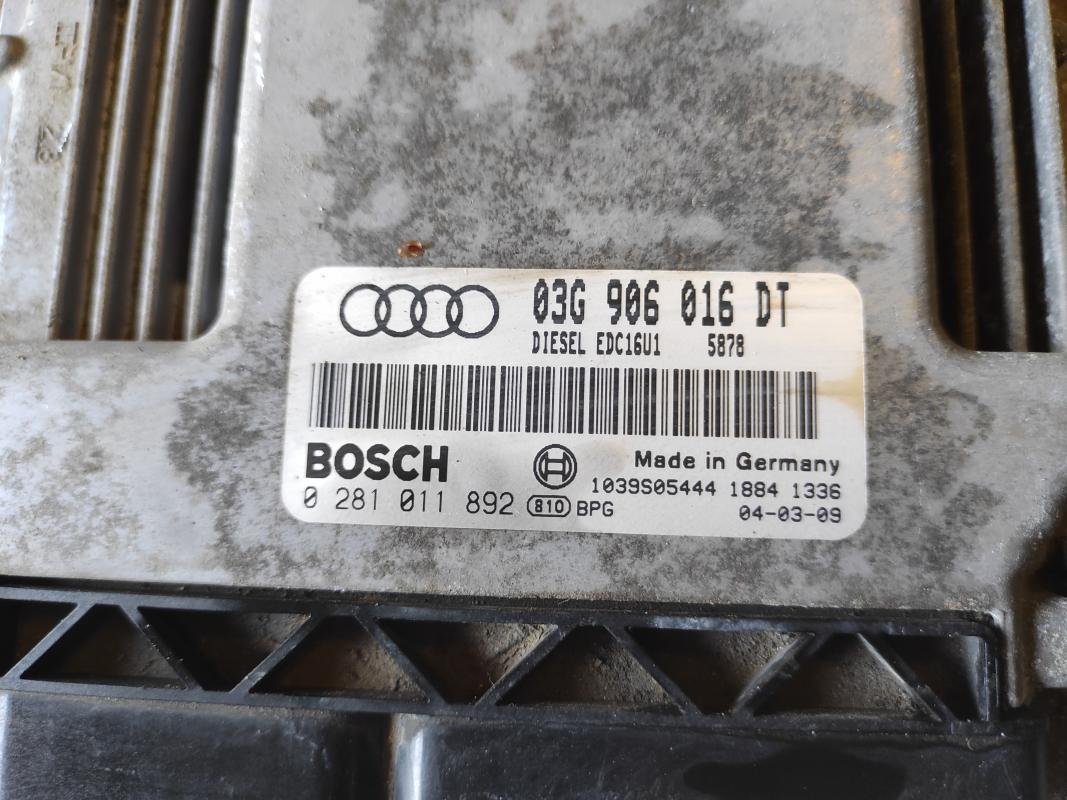 03G 906 016 DT
DIESEL EDC16U1 5878
BOSCH
Made in Germany
0 281 011 892 810 BPG
1039S05444 1884 1336
04-03-09